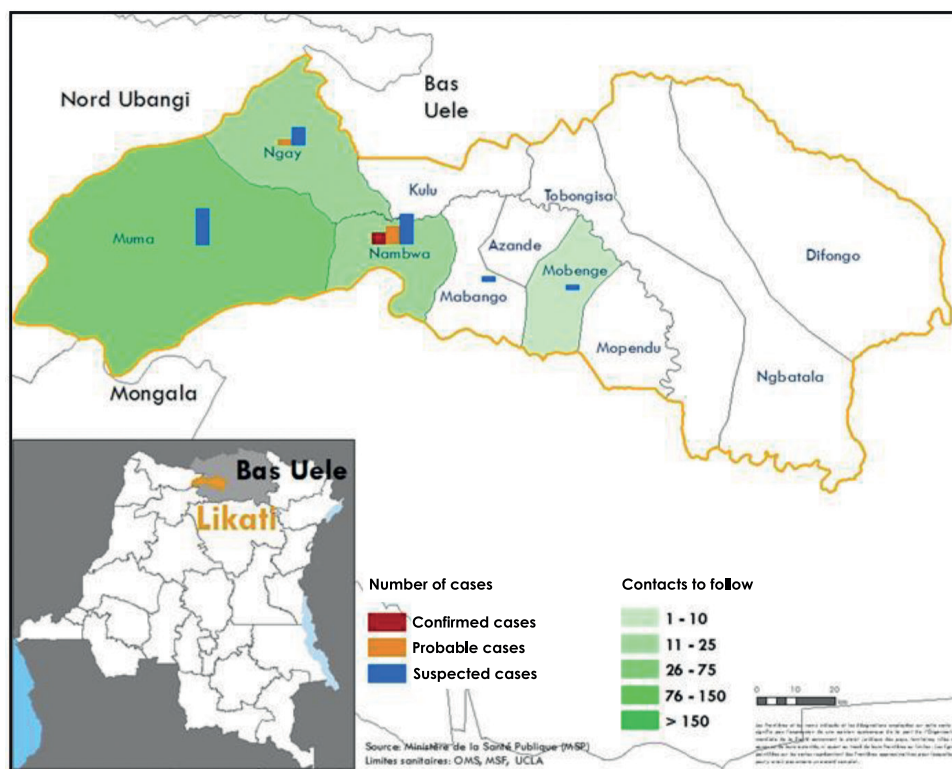 Nord Ubangi
Bas
Uele
Ngay
Kulu
Tobongisa
Muma
Nambwa
Azande
Mobenge
Difongo
Mabango
Mopendu
Ngbatala
Mongala
Bas Uele
Likati
Number of cases
Confirmed cases
Probable cases
Suspected cases
Contacts to follow
1 - 10
11 - 25
26 - 75
76 - 150
> 150
0 10 20
Source: Ministère de la Santé Publique (MSP)
Limites sanitaires: OMS, MSF, UCLA